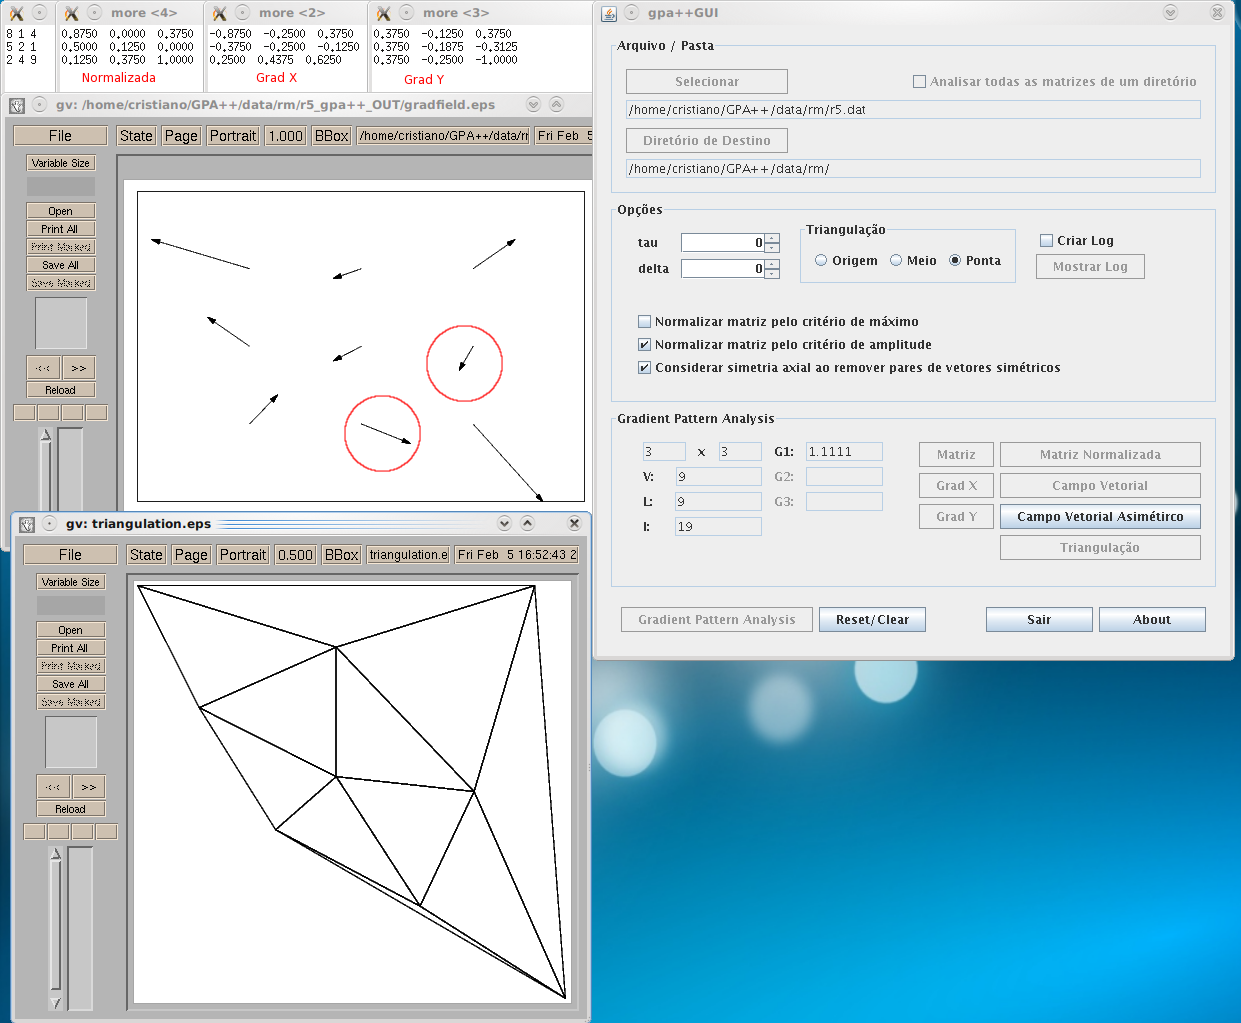 more <4>
more <2>
more <3>
8 1 4
5 2 1
2 4 9
0.8750 0.0000 0.3750
0.5000 0.1250 0.0000
0.1250 0.3750 1.0000
Normalizada
-0.8750 -0.2500 0.3750
-0.3750 -0.2500 -0.1250
0.2500 0.4375 0.6250
Grad X
0.3750 -0.1250 0.3750
0.3750 -0.1875 -0.3125
0.3750 -0.2500 -1.0000
Grad Y
gv: /home/cristiano/GPA++/data/rm/r5_gpa++_OUT/gradfield.eps
File State Page Portrait 1.000 BBox /home/cristiano/GPA++/data/rr Fri Feb 5
Variable Size
Open
Print All
Print Marked
Save All
Save Marked
<< >>
Reload
gv: triangulation.eps
File State Page Portrait 0.500 BBox triangulation.e Fri Feb 5 16:52:43 2
Variable Size
Open
Print All
Print Marked
Save All
Save Marked
<< >>
Reload
gpa++GUI
Arquivo / Pasta
Selecionar
Analisar todas as matrizes de um diretório
/home/cristiano/GPA++/data/rm/r5.dat
Diretório de Destino
/home/cristiano/GPA++/data/rm/
Opções
tau 0
delta 0
Triangulação
Origem Meio Ponta
Criar Log
Mostrar Log
Normalizar matriz pelo critério de máximo
Normalizar matriz pelo critério de amplitude
Considerar simetria axial ao remover pares de vetores simétricos
Gradient Pattern Analysis
3 x 3 G1: 1.1111
V: 9 G2:
L: 9 G3:
I: 19
Matriz Matriz Normalizada
Grad X Campo Vetorial
Grad Y Campo Vetorial Asimétirco
Triangulação
Gradient Pattern Analysis Reset/Clear Sair About